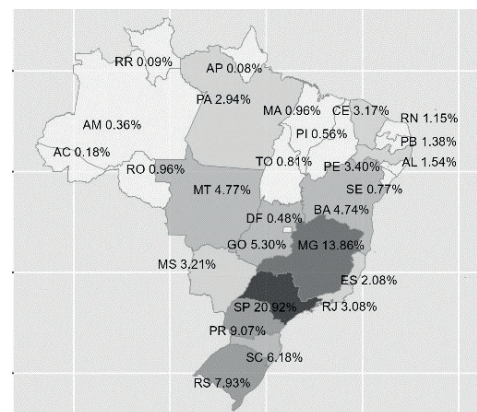 RR 0.09%
AP 0.08%
PA 2.94%
MA 0.96%
CE 3.17%
RN 1.15%
AM 0.36%
PI 0.56%
PB 1.38%
AC 0.18%
RO 0.96%
TO 0.81%
PE 3.40%
AL 1.54%
MT 4.77%
SE 0.77%
BA 4.74%
DF 0.48%
GO 5.30%
MG 13.86%
MS 3.21%
ES 2.08%
SP 20.92%
RJ 3.08%
PR 9.07%
SC 6.18%
RS 7.93%